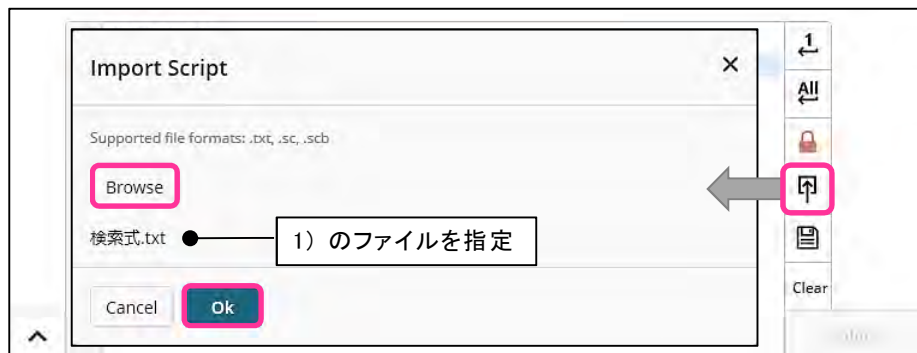 Import Script
Supported file formats: .txt, .sc, .scb
Browse
検索式.txt
1) のファイルを指定
Cancel
Ok
1
All
Clear